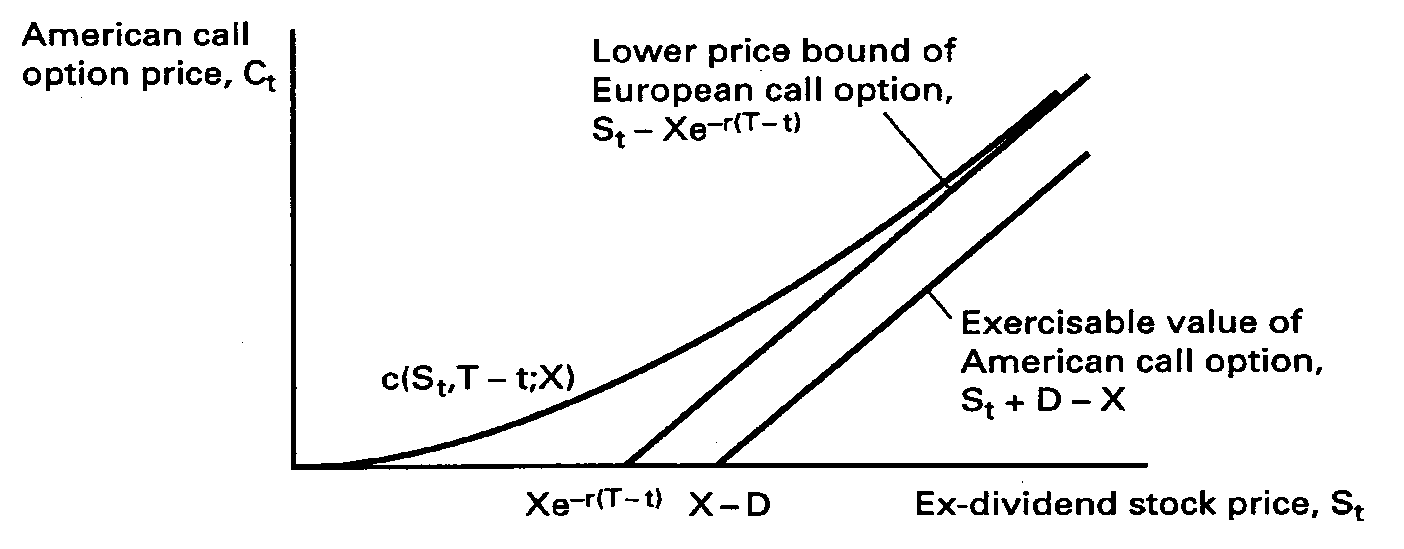 American call
option price, Cₜ
Lower price bound of
European call option,
Sₜ – Xe⁻ʳ⁽ᵀ⁻ᵗ⁾
c(Sₜ,T – t;X)
Exercisable value of
American call option,
Sₜ + D – X
Xe⁻ʳ⁽ᵀ⁻ᵗ⁾
X – D
Ex-dividend stock price, Sₜ